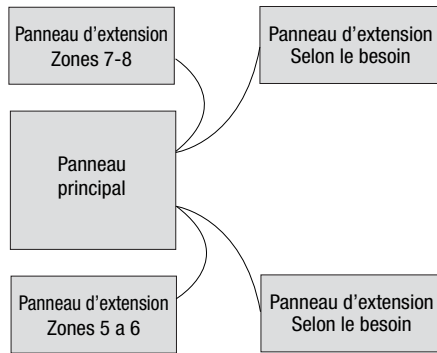 Panneau d'extension
Zones 7-8
Panneau d'extension
Selon le besoin
Panneau
principal
Panneau d'extension
Zones 5 a 6
Panneau d'extension
Selon le besoin